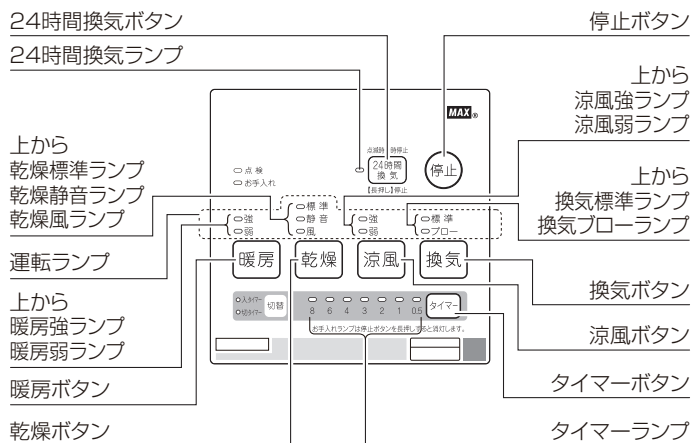 24時間換気ボタン
24時間換気ランプ
停止ボタン
上から
涼風強ランプ
涼風弱ランプ
上から
乾燥標準ランプ
乾燥静音ランプ
乾燥風ランプ
上から
換気標準ランプ
換気ブローランプ
運転ランプ
上から
暖房強ランプ
暖房弱ランプ
暖房ボタン
乾燥ボタン
換気ボタン
涼風ボタン
タイマーボタン
タイマーランプ
MAX®
24時間
換気
【長押し】停止
停止
点検
お手入れ
標準
静音
風
強
弱
強
弱
標準
ブロー
暖房
乾燥
涼風
換気
入タイマー
切タイマー
切替
8 6 4 3 2 1 0.5
タイマー
お手入れランプは停止ボタンを長押しすると消灯します。